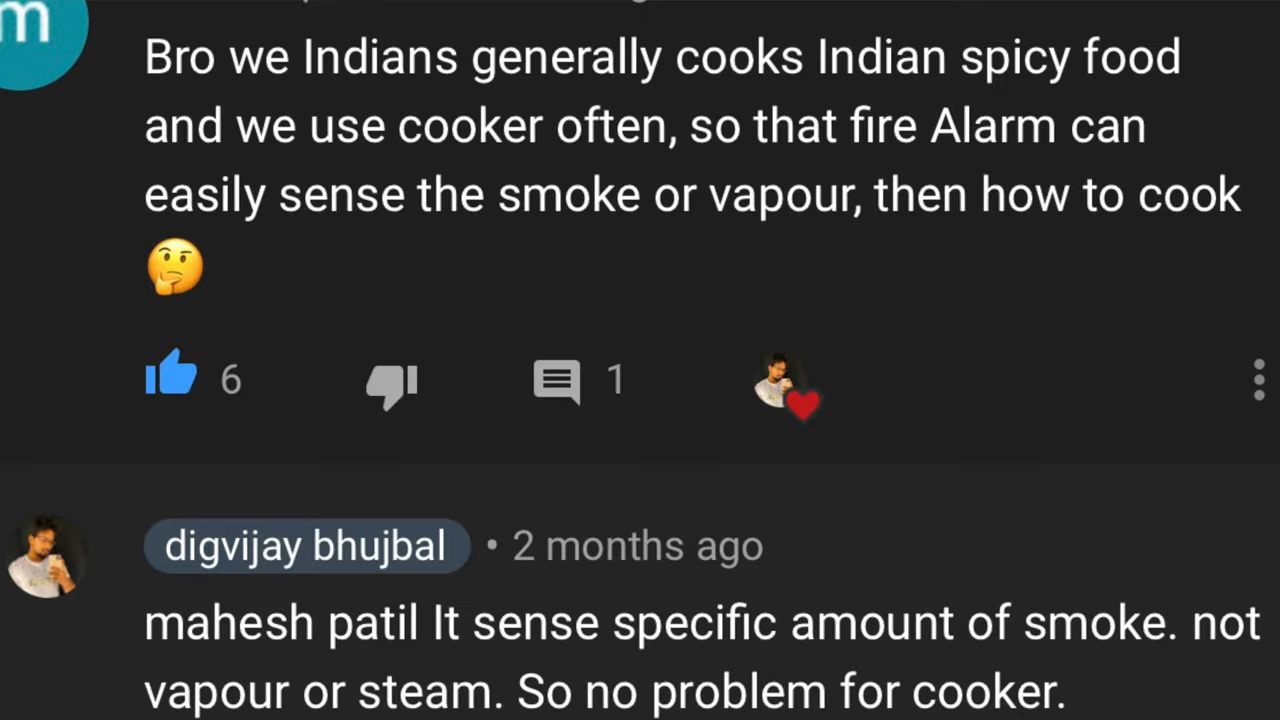 m
Bro we Indians generally cooks Indian spicy food
and we use cooker often, so that fire Alarm can
easily sense the smoke or vapour, then how to cook
🤔
6 1
digvijay bhujbal • 2 months ago
mahesh patil It sense specific amount of smoke. not
vapour or steam. So no problem for cooker.